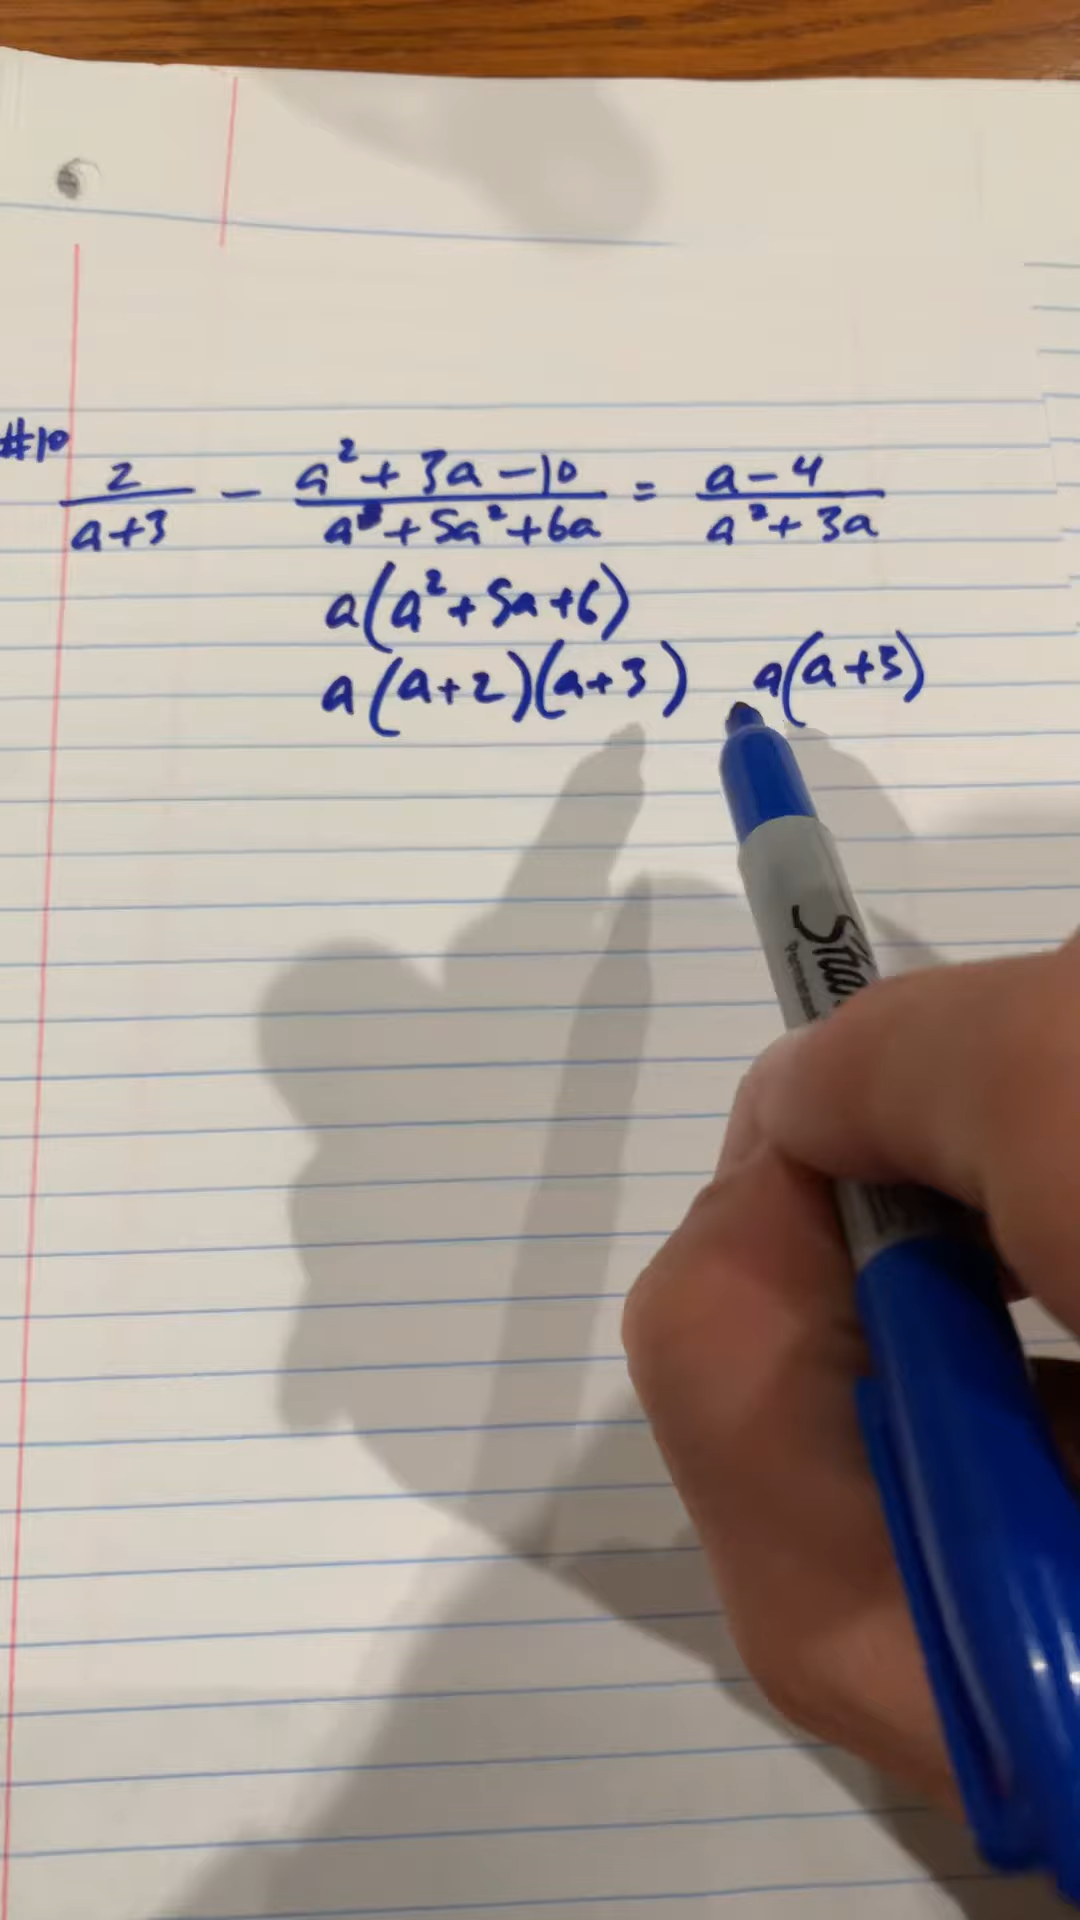 #10
2/(a+3) - (a²+3a-10)/(a³+5a²+6a) = (a-4)/(a²+3a)
a(a²+5a+6)
a(a+2)(a+3) a(a+3)